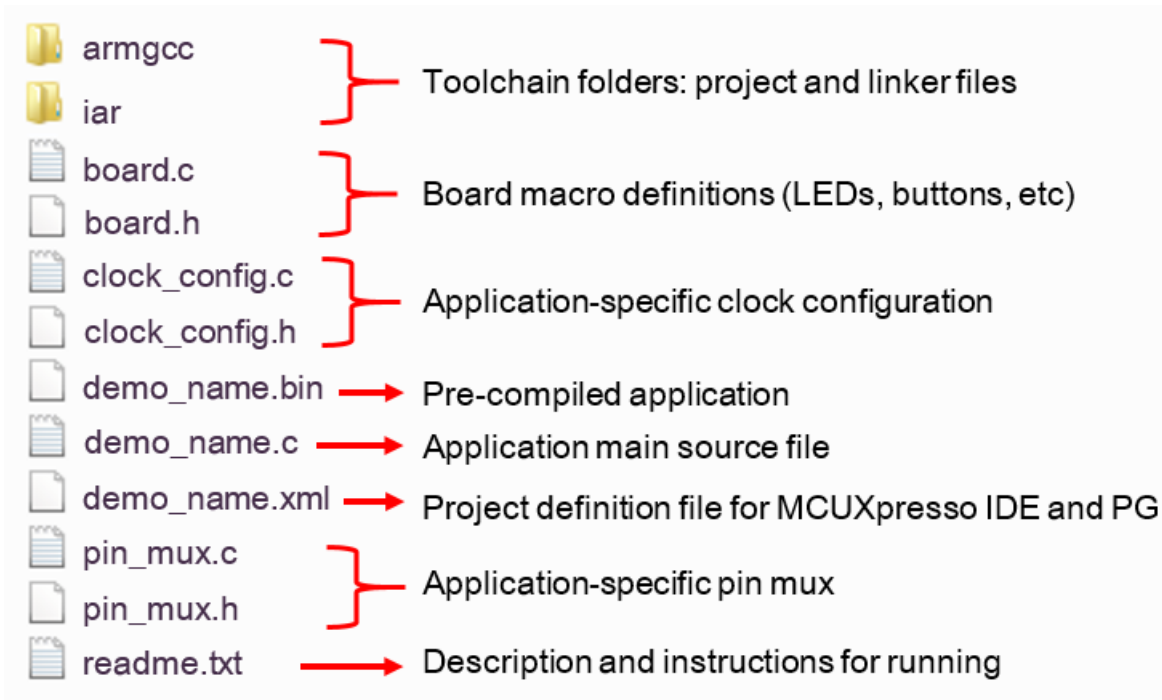 armgcc
iar
Toolchain folders: project and linker files
board.c
board.h
Board macro definitions (LEDs, buttons, etc)
clock_config.c
clock_config.h
Application-specific clock configuration
demo_name.bin Pre-compiled application
demo_name.c Application main source file
demo_name.xml Project definition file for MCUXpresso IDE and PG
pin_mux.c
pin_mux.h
Application-specific pin mux
readme.txt Description and instructions for running